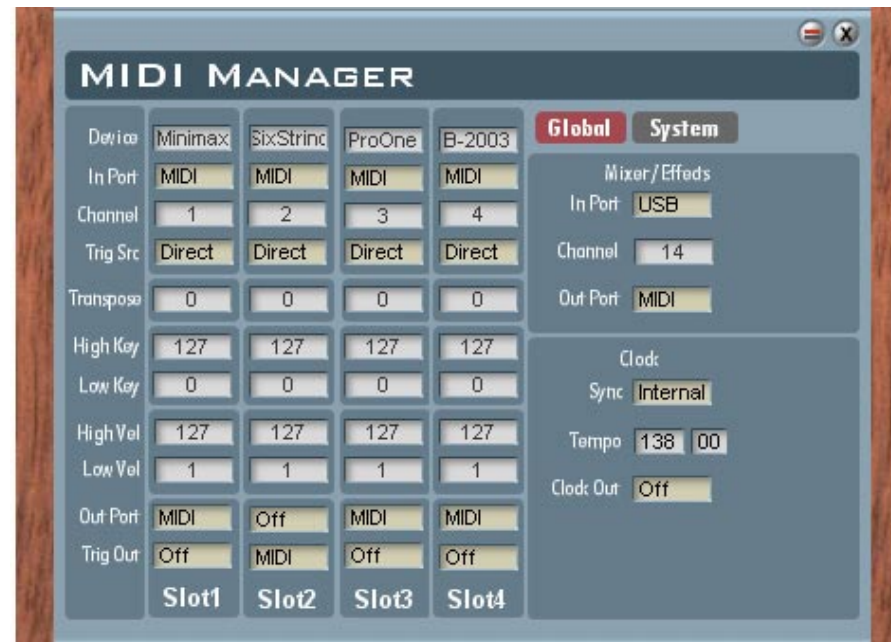 MIDI MANAGER
Device Minimax SixString ProOne B-2003
In Port MIDI MIDI MIDI MIDI
Channel 1 2 3 4
Trig Src Direct Direct Direct Direct
Transpose 0 0 0 0
High Key 127 127 127 127
Low Key 0 0 0 0
High Vel 127 127 127 127
Low Vel 1 1 1 1
Out Port MIDI Off MIDI MIDI
Trig Out Off MIDI Off Off
Slot1 Slot2 Slot3 Slot4
Global System
Mixer/Effects
In Port USB
Channel 14
Out Port MIDI
Clock
Sync Internal
Tempo 138 00
Clock Out Off
X